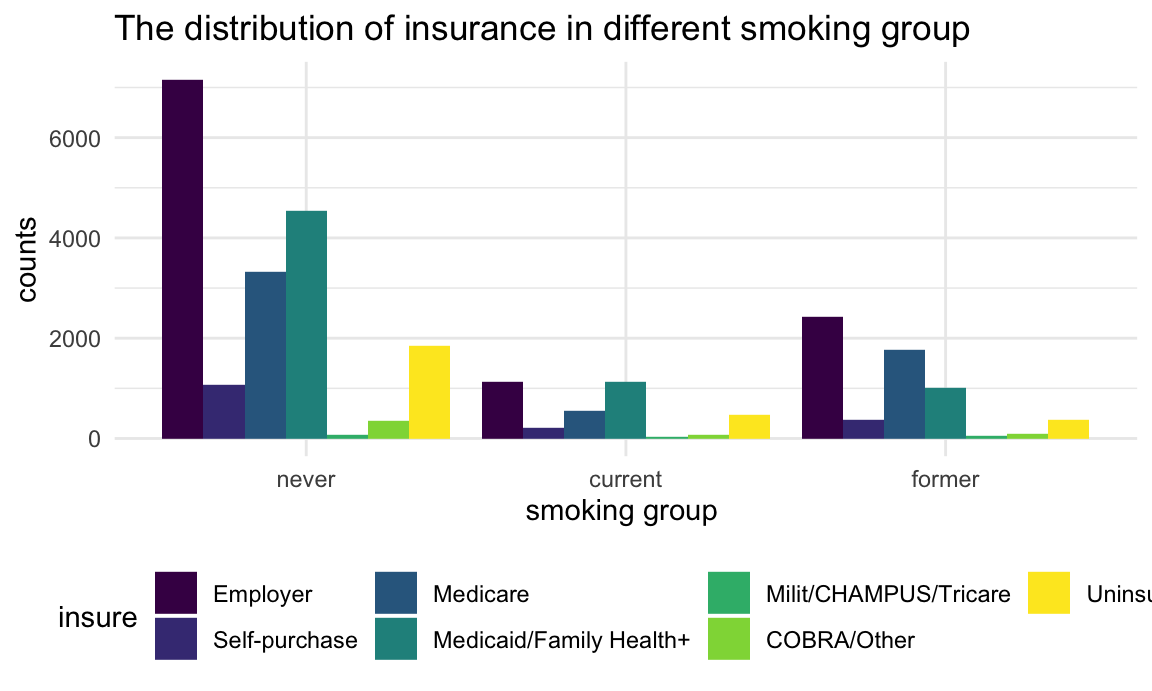 The distribution of insurance in different smoking group
6000
4000
2000
0
counts
never current former
smoking group
insure
Employer Medicare Milit/CHAMPUS/Tricare Uninsu
Self-purchase Medicaid/Family Health+ COBRA/Other